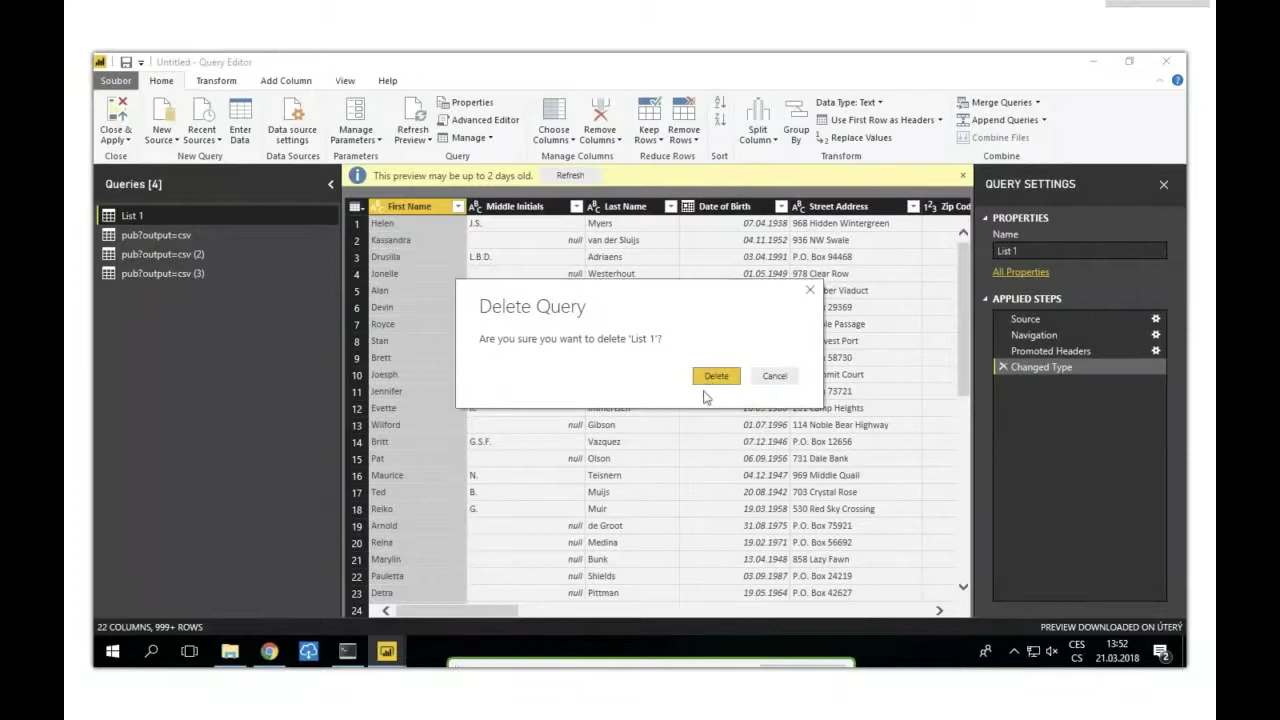 Untitled - Query Editor
Soubor Home Transform Add Column View Help
Close & Apply
New Source
Recent Sources
Enter Data
Data source settings
Manage Parameters
Refresh Preview
Properties
Advanced Editor
Manage
Choose Columns
Remove Columns
Keep Rows
Remove Rows
Split Column
Group By
Data Type: Text
Use First Row as Headers
Replace Values
Merge Queries
Append Queries
Combine Files
Close New Query Data Sources Parameters Query Manage Columns Reduce Rows Sort Transform Combine
Queries [4]
List 1
pub?output=csv
pub?output=csv (2)
pub?output=csv (3)
This preview may be up to 2 days old. Refresh
First Name Middle Initials Last Name Date of Birth Street Address 123 Zip Cod
1 Helen J.S. Myers 07.04.1938 968 Hidden Wintergreen
2 Kassandra null van der Sluijs 04.11.1952 936 NW Swale
3 Drusilla L.B.D. Adriaens 03.04.1991 P.O. Box 94468
4 Jonelle null Westerhout 01.05.1949 978 Clear Row
5 Alan ber Viaduct
6 Devin 29369
7 Royce le Passage
8 Stan vest Port
9 Brett 58730
10 Joesph mit Court
11 Jennifer 73721
12 Evette Heights
13 Wilford null Gibson 01.07.1996 114 Noble Bear Highway
14 Britt G.S.F. Vazquez 07.12.1946 P.O. Box 12656
15 Pat null Olson 06.09.1956 731 Dale Bank
16 Maurice N. Teisnern 04.12.1947 969 Middle Quail
17 Ted B. Muijs 20.08.1942 703 Crystal Rose
18 Reiko G. Muir 19.03.1958 530 Red Sky Crossing
19 Arnold null de Groot 31.08.1975 P.O. Box 75921
20 Reina null Medina 19.02.1971 P.O. Box 56692
21 Marylin null Bunk 13.04.1948 858 Lazy Fawn
22 Pauletta null Shields 03.09.1987 P.O. Box 24219
23 Detra null Pittman 19.05.1964 P.O. Box 42627
24
Delete Query
Are you sure you want to delete 'List 1'?
Delete Cancel
QUERY SETTINGS
PROPERTIES
Name
List 1
All Properties
APPLIED STEPS
Source
Navigation
Promoted Headers
Changed Type
22 COLUMNS, 999+ ROWS
PREVIEW DOWNLOADED ON ÚTERÝ
CES
CS
13:52
21.03.2018
2